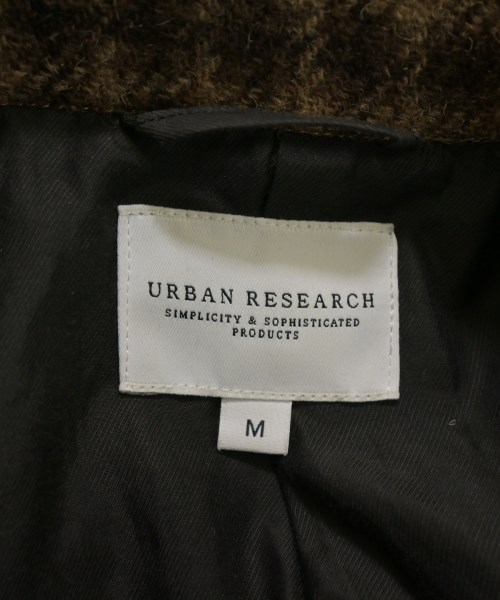 URBAN RESEARCH
SIMPLICITY & SOPHISTICATED
PRODUCTS
M